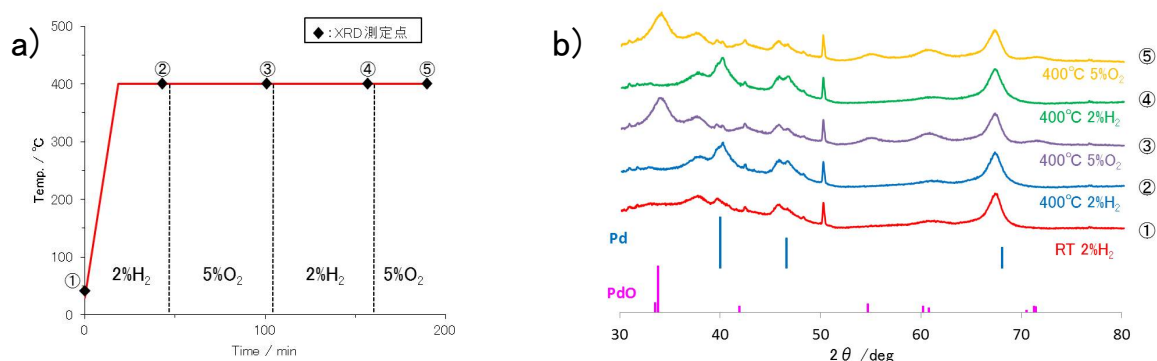 a)
◆:XRD測定点
500
400
300
200
100
0
Temp. / ℃
①
②
③
④
⑤
2%H₂
5%O₂
2%H₂
5%O₂
0
100
200
Time / min
b)
⑤
400℃ 5%O₂
④
400℃ 2%H₂
③
400℃ 5%O₂
②
400℃ 2%H₂
①
RT 2%H₂
Pd
PdO
30
40
50
60
70
80
2θ /deg